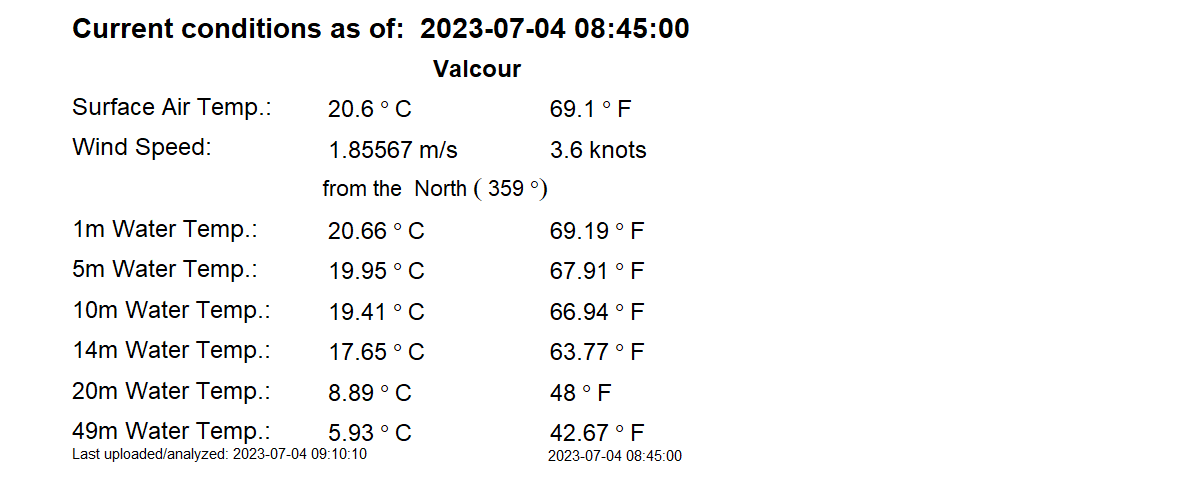 Current conditions as of: 2023-07-04 08:45:00
Valcour
Surface Air Temp.: 20.6 ° C 69.1 ° F
Wind Speed: 1.85567 m/s 3.6 knots
from the North ( 359 °)
1m Water Temp.: 20.66 ° C 69.19 ° F
5m Water Temp.: 19.95 ° C 67.91 ° F
10m Water Temp.: 19.41 ° C 66.94 ° F
14m Water Temp.: 17.65 ° C 63.77 ° F
20m Water Temp.: 8.89 ° C 48 ° F
49m Water Temp.: 5.93 ° C 42.67 ° F
Last uploaded/analyzed: 2023-07-04 09:10:10 2023-07-04 08:45:00